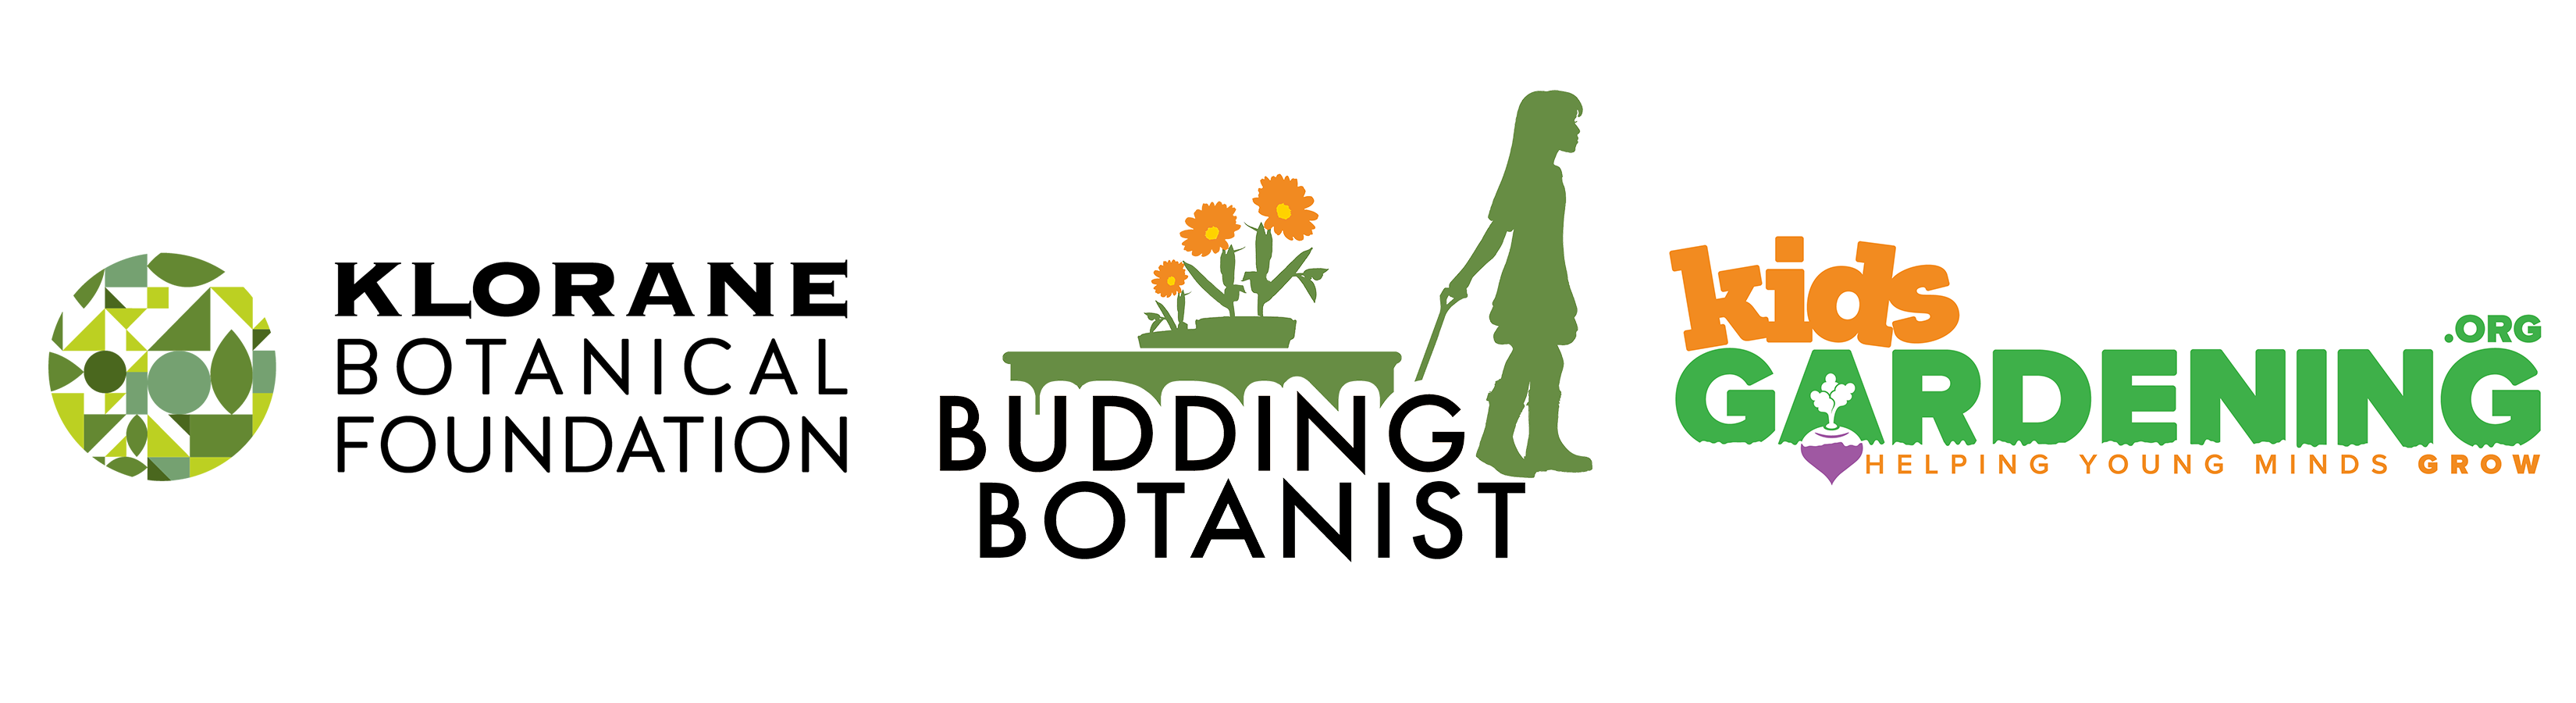 KLORANE
BOTANICAL
FOUNDATION
BUDDING
BOTANIST
kids
GARDENING
.ORG
HELPING YOUNG MINDS GROW